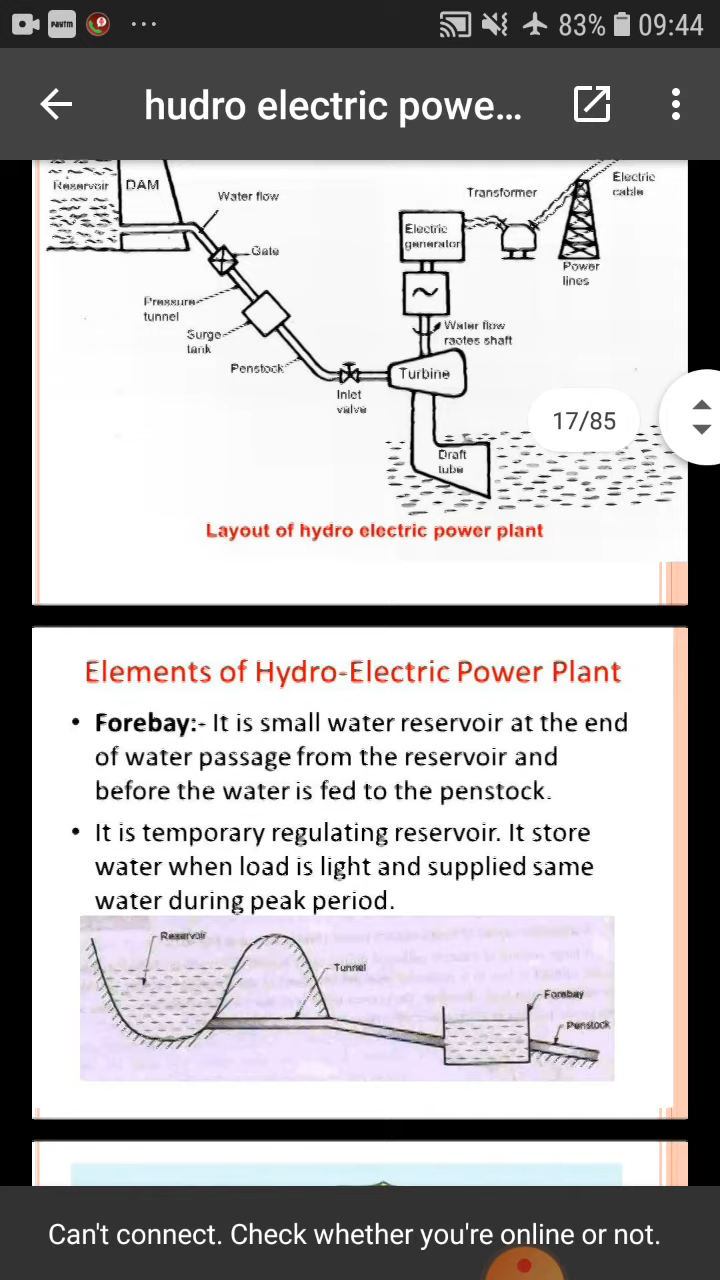 paytm
83% 09:44
hudro electric powe...
Reservoir DAM
Water flow
Transformer
Electric
cable
Electric
generator
Gate
Power
lines
Pressure
tunnel
Surge
tank
Water flow
raotes shaft
Penstock
Turbine
Inlet
valve
17/85
Draft
tube
Layout of hydro electric power plant
Elements of Hydro-Electric Power Plant
• Forebay:- It is small water reservoir at the end
of water passage from the reservoir and
before the water is fed to the penstock.
• It is temporary regulating reservoir. It store
water when load is light and supplied same
water during peak period.
Reservoir
Tunnel
Forebay
Penstock
Can't connect. Check whether you're online or not.